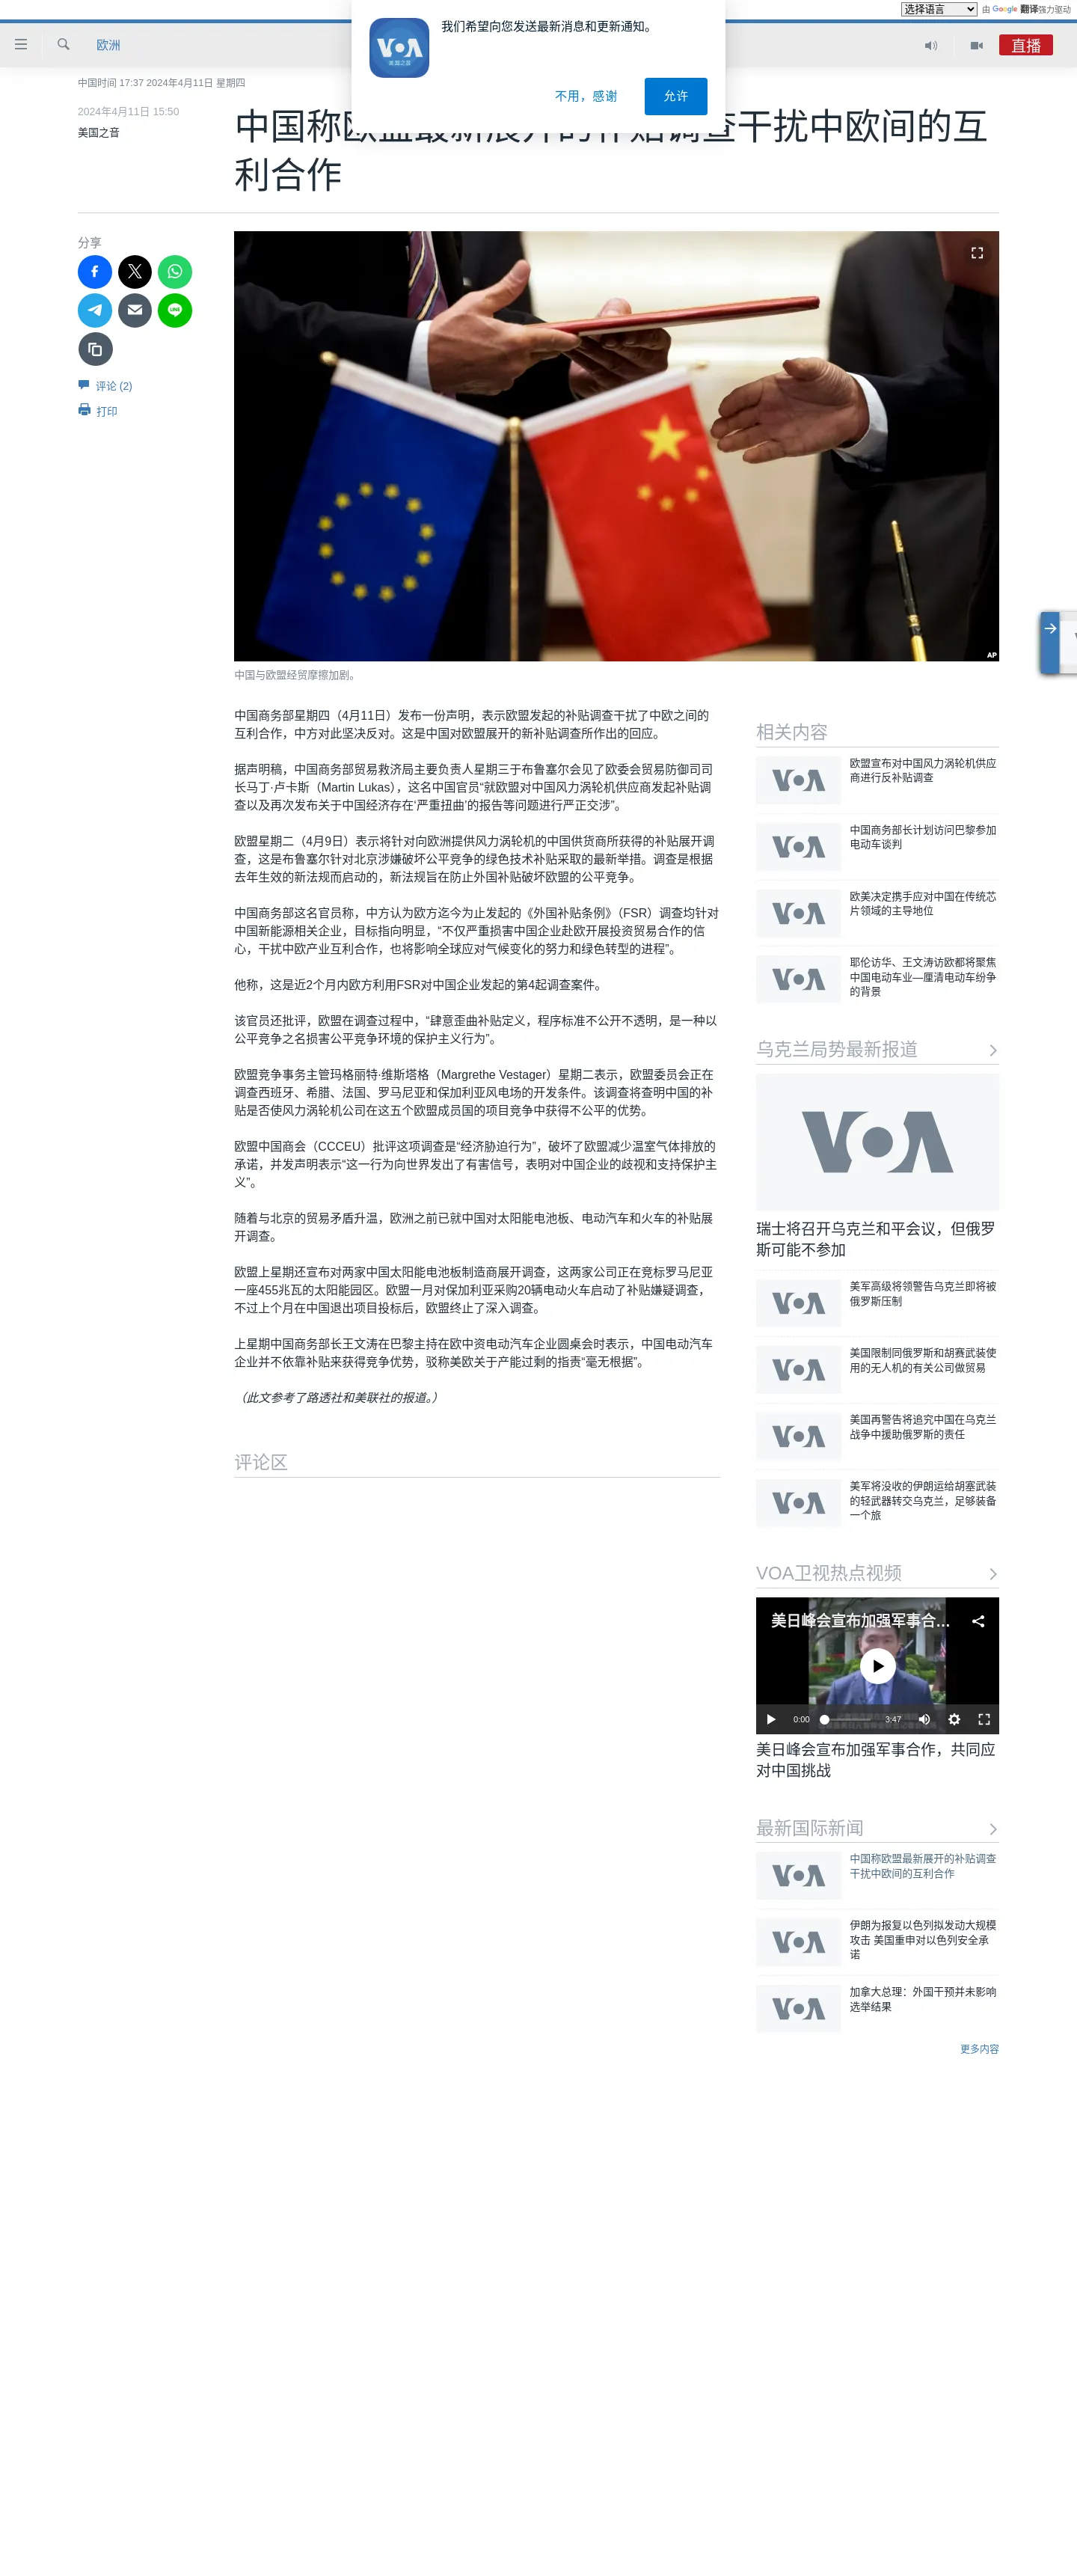 选择语言
由 Google 翻译强力驱动
我们希望向您发送最新消息和更新通知。
VOA
美国之音
不用，感谢
允许
欧洲
直播
中国时间 17:37 2024年4月11日 星期四
2024年4月11日 15:50
美国之音
中国称欧盟最新展开的补贴调查干扰中欧间的互
利合作
分享
评论 (2)
打印
AP
中国与欧盟经贸摩擦加剧。
中国商务部星期四（4月11日）发布一份声明，表示欧盟发起的补贴调查干扰了中欧之间的
互利合作，中方对此坚决反对。这是中国对欧盟展开的新补贴调查所作出的回应。
据声明稿，中国商务部贸易救济局主要负责人星期三于布鲁塞尔会见了欧委会贸易防御司司
长马丁·卢卡斯（Martin Lukas），这名中国官员“就欧盟对中国风力涡轮机供应商发起补贴调
查以及再次发布关于中国经济存在‘严重扭曲’的报告等问题进行严正交涉”。
欧盟星期二（4月9日）表示将针对向欧洲提供风力涡轮机的中国供货商所获得的补贴展开调
查，这是布鲁塞尔针对北京涉嫌破坏公平竞争的绿色技术补贴采取的最新举措。调查是根据
去年生效的新法规而启动的，新法规旨在防止外国补贴破坏欧盟的公平竞争。
中国商务部这名官员称，中方认为欧方迄今为止发起的《外国补贴条例》（FSR）调查均针对
中国新能源相关企业，目标指向明显，“不仅严重损害中国企业赴欧开展投资贸易合作的信
心，干扰中欧产业互利合作，也将影响全球应对气候变化的努力和绿色转型的进程”。
他称，这是近2个月内欧方利用FSR对中国企业发起的第4起调查案件。
该官员还批评，欧盟在调查过程中，“肆意歪曲补贴定义，程序标准不公开不透明，是一种以
公平竞争之名损害公平竞争环境的保护主义行为”。
欧盟竞争事务主管玛格丽特·维斯塔格（Margrethe Vestager）星期二表示，欧盟委员会正在
调查西班牙、希腊、法国、罗马尼亚和保加利亚风电场的开发条件。该调查将查明中国的补
贴是否使风力涡轮机公司在这五个欧盟成员国的项目竞争中获得不公平的优势。
欧盟中国商会（CCCEU）批评这项调查是“经济胁迫行为”，破坏了欧盟减少温室气体排放的
承诺，并发声明表示“这一行为向世界发出了有害信号，表明对中国企业的歧视和支持保护主
义”。
随着与北京的贸易矛盾升温，欧洲之前已就中国对太阳能电池板、电动汽车和火车的补贴展
开调查。
欧盟上星期还宣布对两家中国太阳能电池板制造商展开调查，这两家公司正在竞标罗马尼亚
一座455兆瓦的太阳能园区。欧盟一月对保加利亚采购20辆电动火车启动了补贴嫌疑调查，
不过上个月在中国退出项目投标后，欧盟终止了深入调查。
上星期中国商务部长王文涛在巴黎主持在欧中资电动汽车企业圆桌会时表示，中国电动汽车
企业并不依靠补贴来获得竞争优势，驳称美欧关于产能过剩的指责“毫无根据”。
（此文参考了路透社和美联社的报道。）
评论区
相关内容
VOA
欧盟宣布对中国风力涡轮机供应
商进行反补贴调查
VOA
中国商务部长计划访问巴黎参加
电动车谈判
VOA
欧美决定携手应对中国在传统芯
片领域的主导地位
VOA
耶伦访华、王文涛访欧都将聚焦
中国电动车业—厘清电动车纷争
的背景
乌克兰局势最新报道
VOA
瑞士将召开乌克兰和平会议，但俄罗
斯可能不参加
VOA
美军高级将领警告乌克兰即将被
俄罗斯压制
VOA
美国限制同俄罗斯和胡赛武装使
用的无人机的有关公司做贸易
VOA
美国再警告将追究中国在乌克兰
战争中援助俄罗斯的责任
VOA
美军将没收的伊朗运给胡塞武装
的轻武器转交乌克兰，足够装备
一个旅
VOA卫视热点视频
美日峰会宣布加强军事合...
0:00
3:47
美日峰会宣布加强军事合作，共同应
对中国挑战
最新国际新闻
VOA
中国称欧盟最新展开的补贴调查
干扰中欧间的互利合作
VOA
伊朗为报复以色列拟发动大规模
攻击 美国重申对以色列安全承
诺
VOA
加拿大总理：外国干预并未影响
选举结果
更多内容